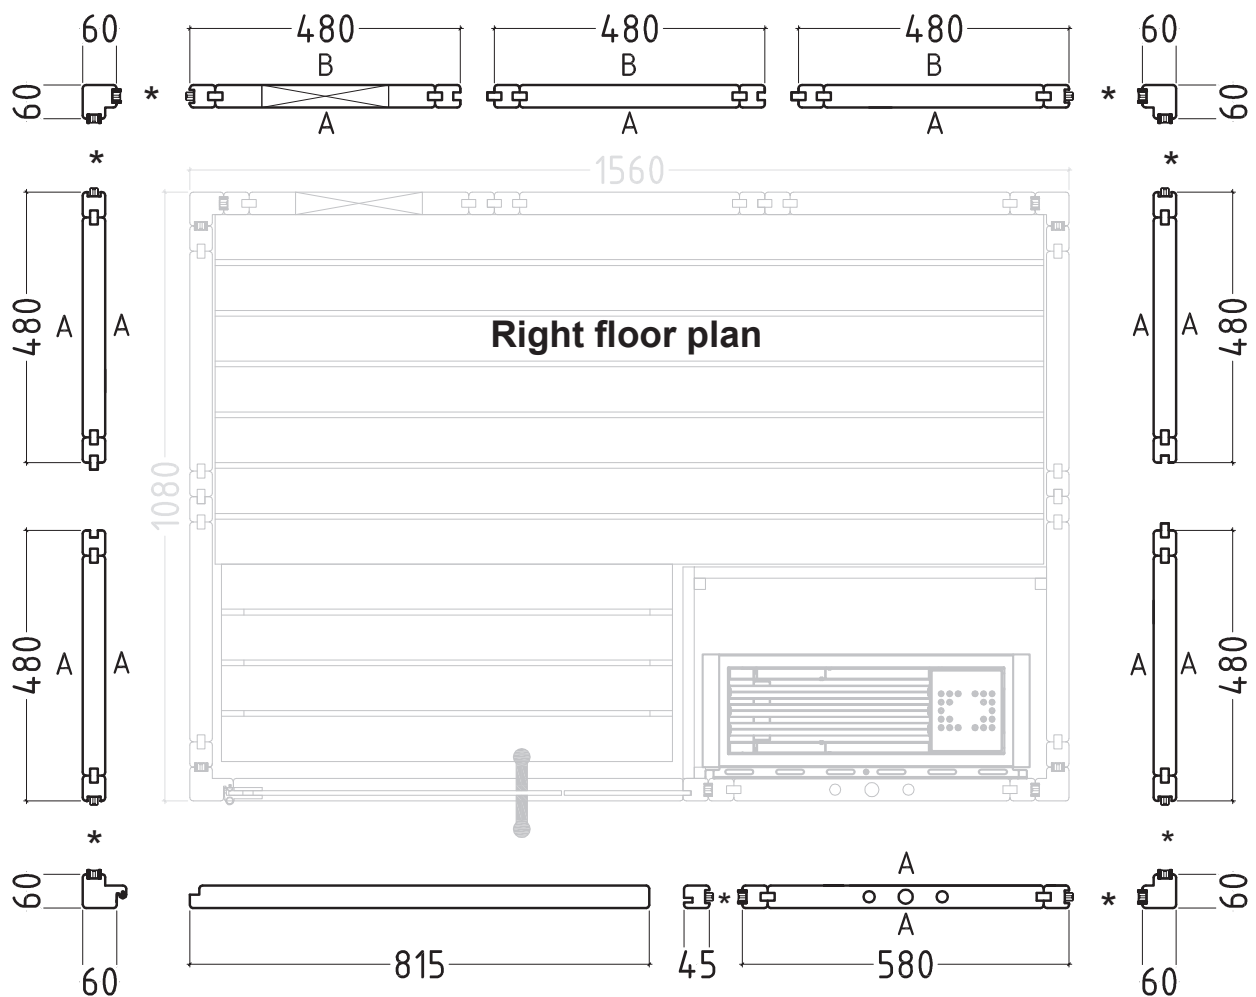 60 480 480 480 60
B B B
60 * * 60
A A A
* *
1560
480 A A Right floor plan A A 480
1080
480 A A A A 480
* *
60 A 60
* *
A
815 45 580
60 60